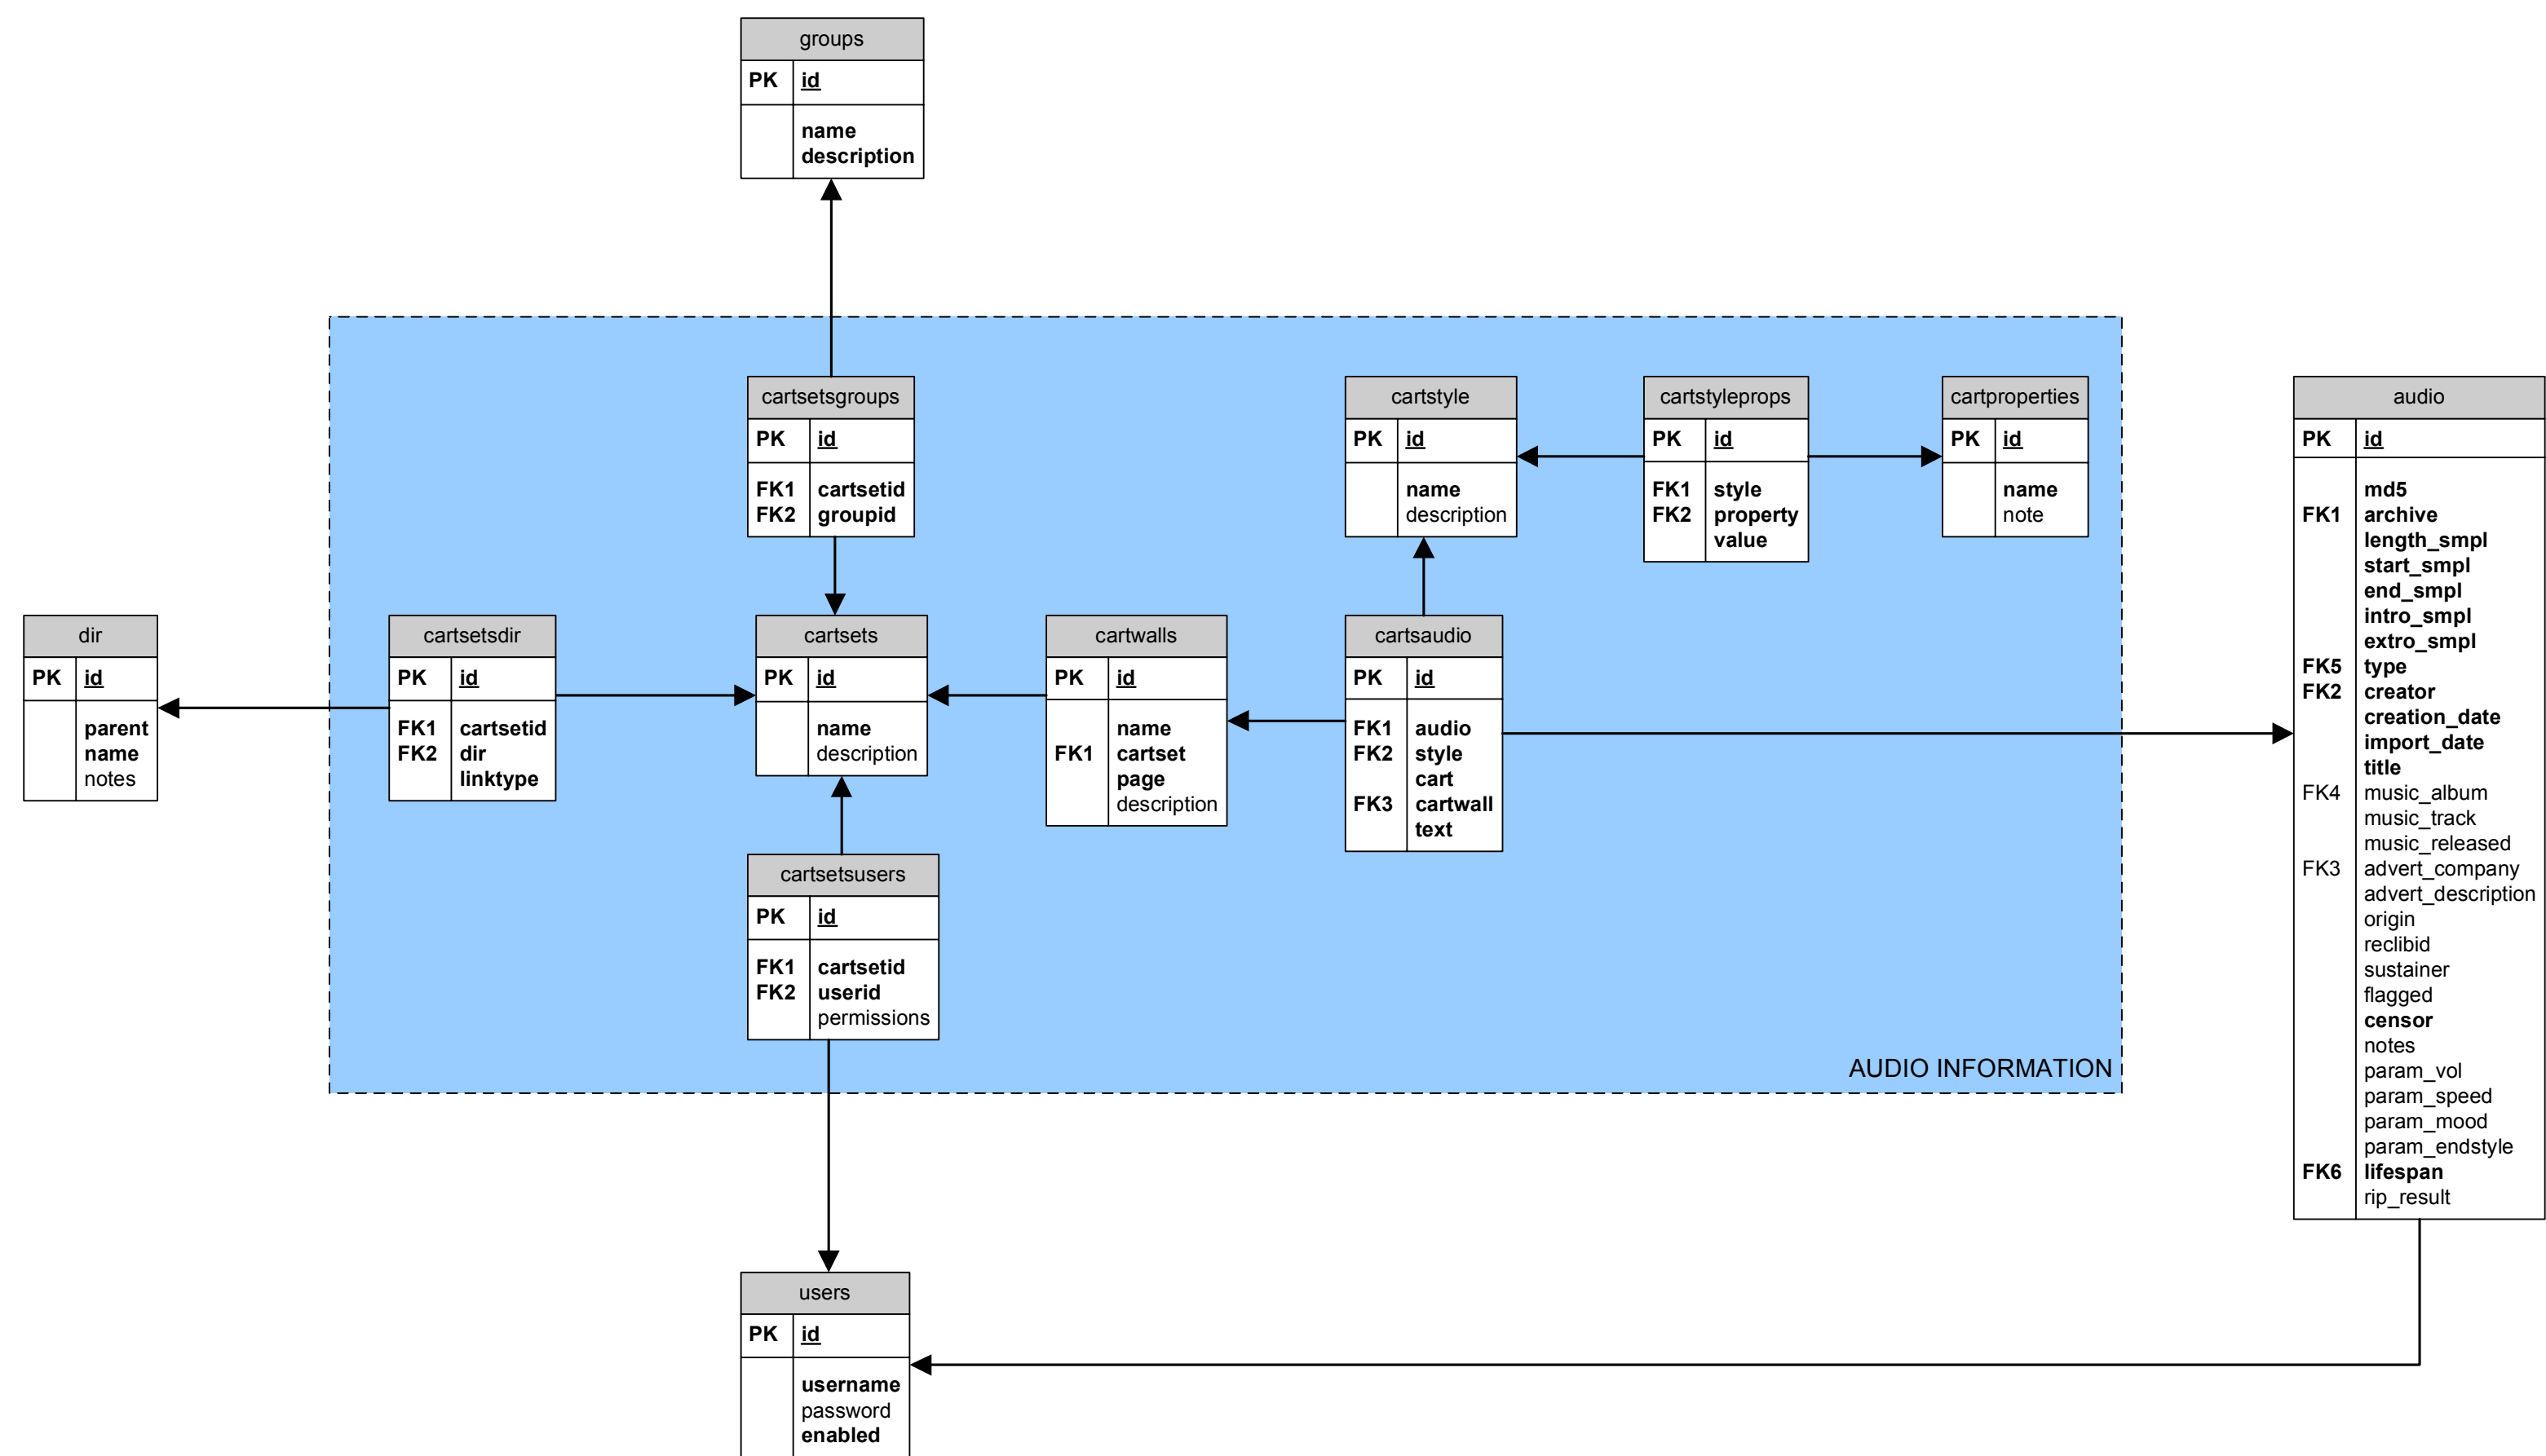 groups
PK id
name
description
cartsetsgroups
PK id
FK1 cartsetid
FK2 groupid
cartstyle
PK id
name
description
cartstyleprops
PK id
FK1 style
FK2 property
value
cartproperties
PK id
name
note
audio
PK id
md5
FK1 archive
length_smpl
start_smpl
end_smpl
intro_smpl
extro_smpl
FK5 type
FK2 creator
creation_date
import_date
title
FK4 music_album
music_track
music_released
FK3 advert_company
advert_description
origin
reclibid
sustainer
flagged
censor
notes
param_vol
param_speed
param_mood
param_endstyle
FK6 lifespan
rip_result
dir
PK id
parent
name
notes
cartsetsdir
PK id
FK1 cartsetid
FK2 dir
linktype
cartsets
PK id
name
description
cartwalls
PK id
name
FK1 cartset
page
description
cartsaudio
PK id
FK1 audio
FK2 style
cart
FK3 cartwall
text
cartsetsusers
PK id
FK1 cartsetid
FK2 userid
permissions
AUDIO INFORMATION
users
PK id
username
password
enabled